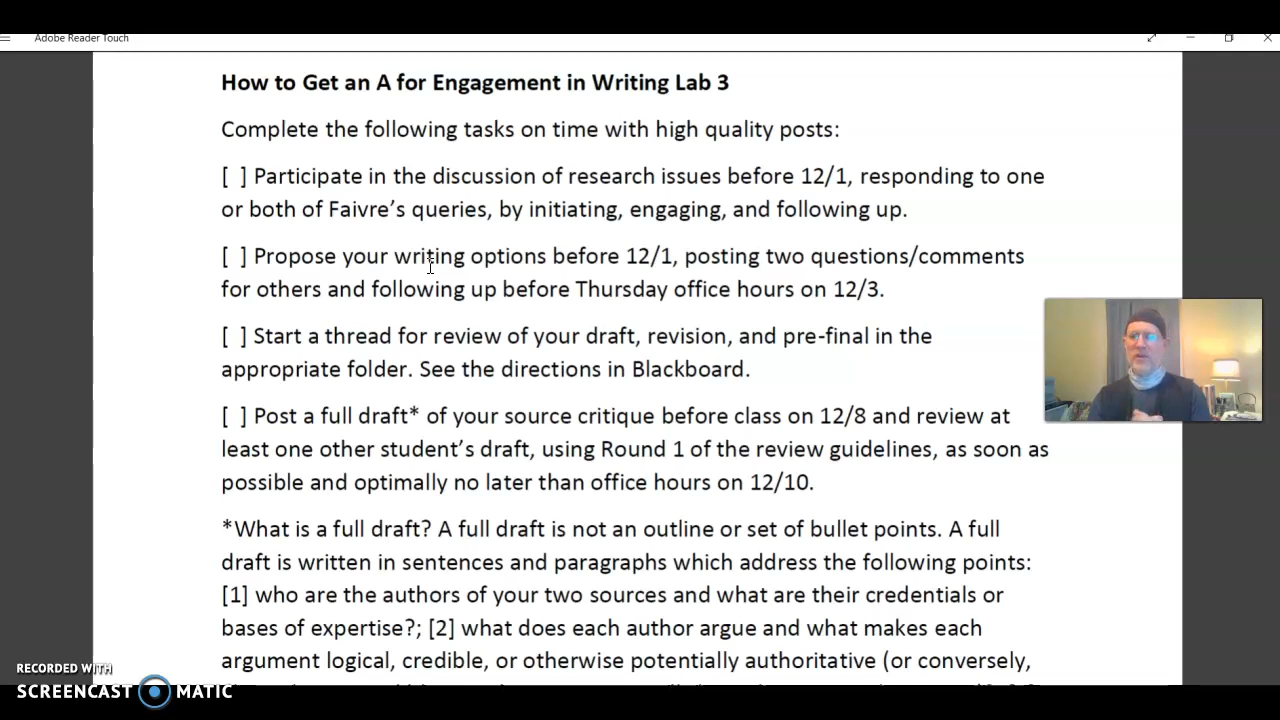 Adobe Reader Touch
How to Get an A for Engagement in Writing Lab 3
Complete the following tasks on time with high quality posts:
[ ] Participate in the discussion of research issues before 12/1, responding to one
or both of Faivre's queries, by initiating, engaging, and following up.
[ ] Propose your writing options before 12/1, posting two questions/comments
for others and following up before Thursday office hours on 12/3.
[ ] Start a thread for review of your draft, revision, and pre-final in the
appropriate folder. See the directions in Blackboard.
[ ] Post a full draft* of your source critique before class on 12/8 and review at
least one other student's draft, using Round 1 of the review guidelines, as soon as
possible and optimally no later than office hours on 12/10.
*What is a full draft? A full draft is not an outline or set of bullet points. A full
draft is written in sentences and paragraphs which address the following points:
[1] who are the authors of your two sources and what are their credentials or
bases of expertise?; [2] what does each author argue and what makes each
argument logical, credible, or otherwise potentially authoritative (or conversely,
RECORDED WITH
SCREENCAST MATIC